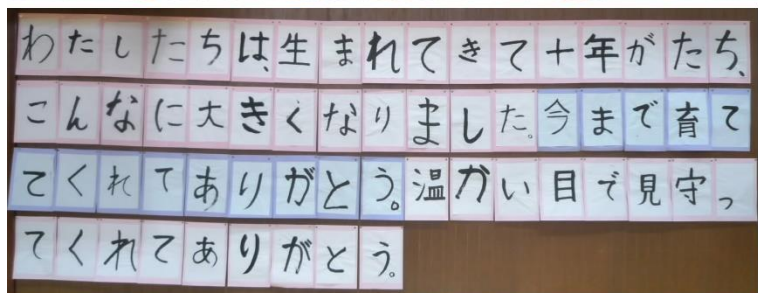 わたしたちは、生まれてきて十年がたち、
こんなに大きくなりました。今まで育て
てくれてありがとう。温かい目で見守っ
てくれてありがとう。